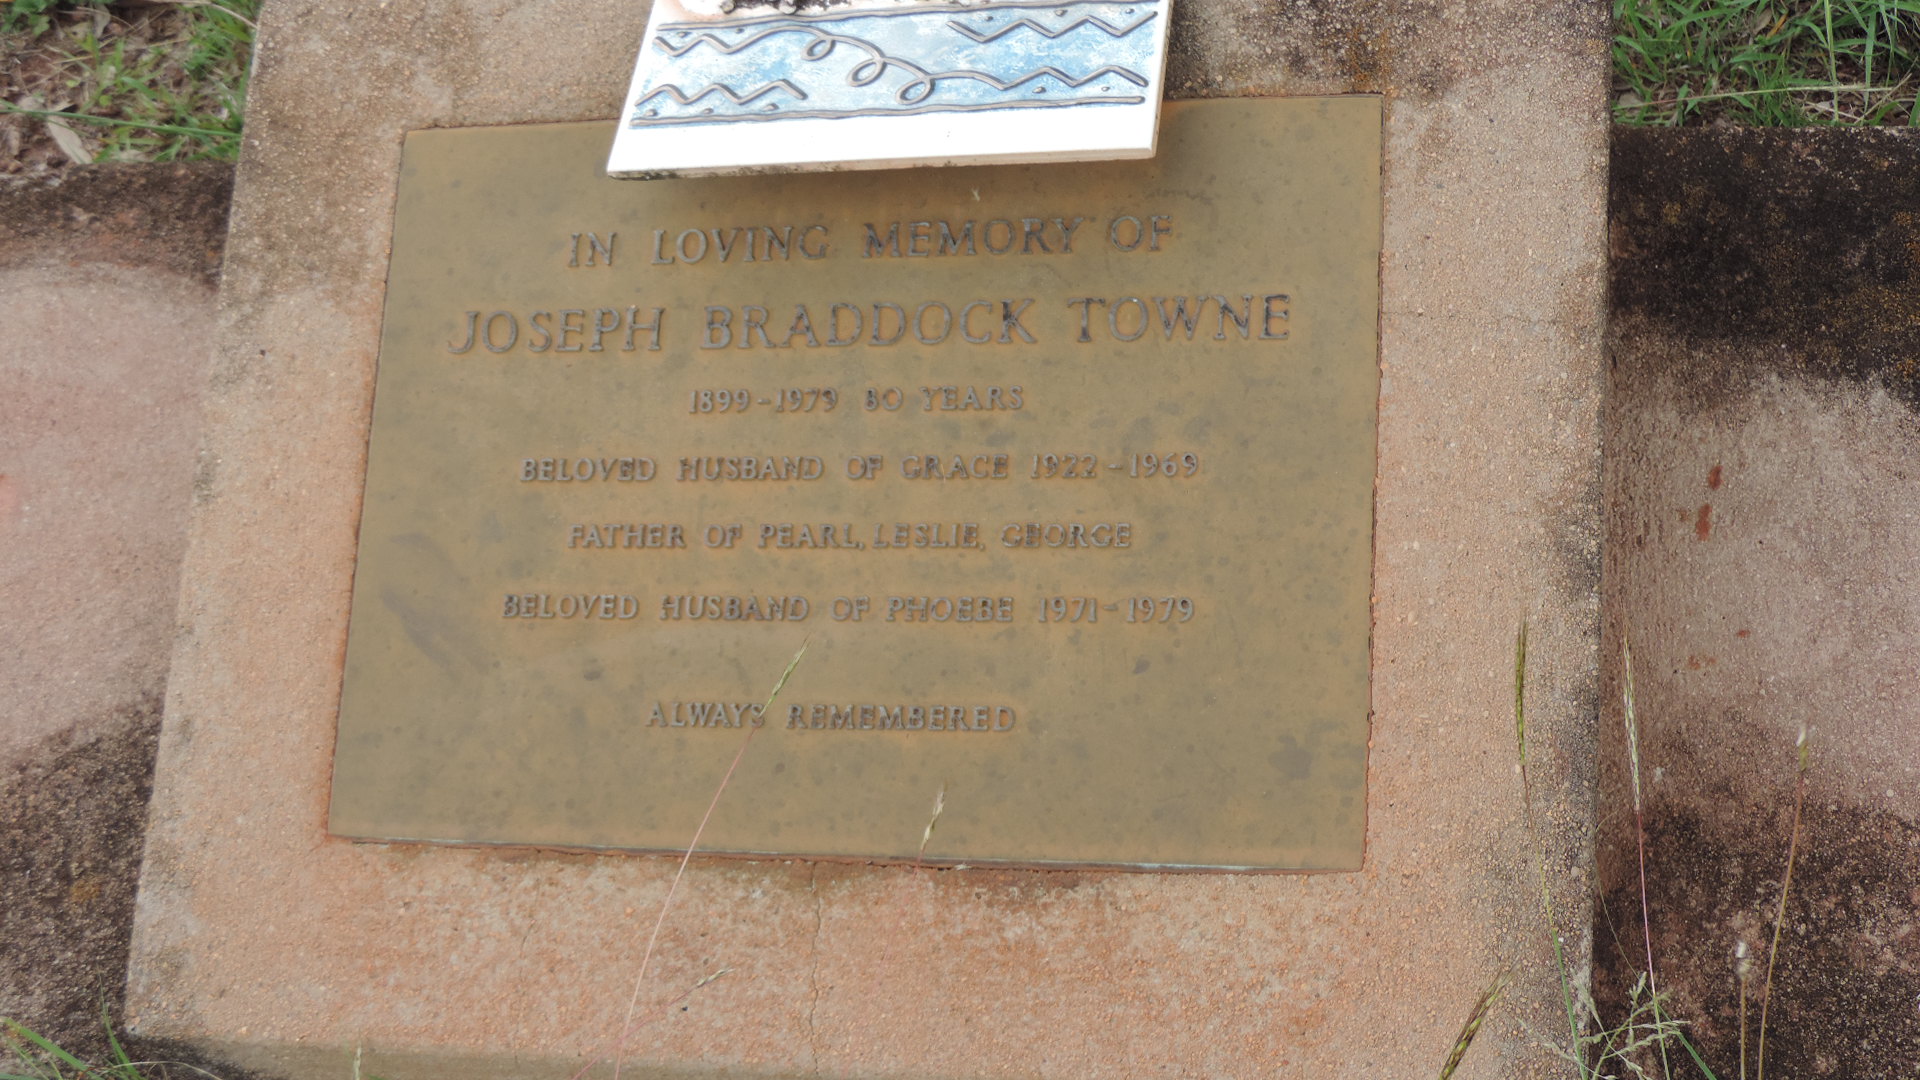 IN LOVING MEMORY OF
JOSEPH BRADDOCK TOWNE
1899-1979 80 YEARS
BELOVED HUSBAND OF GRACE 1922-1969
FATHER OF PEARL, LESLIE, GEORGE
BELOVED HUSBAND OF PHOEBE 1971-1979
ALWAYS REMEMBERED